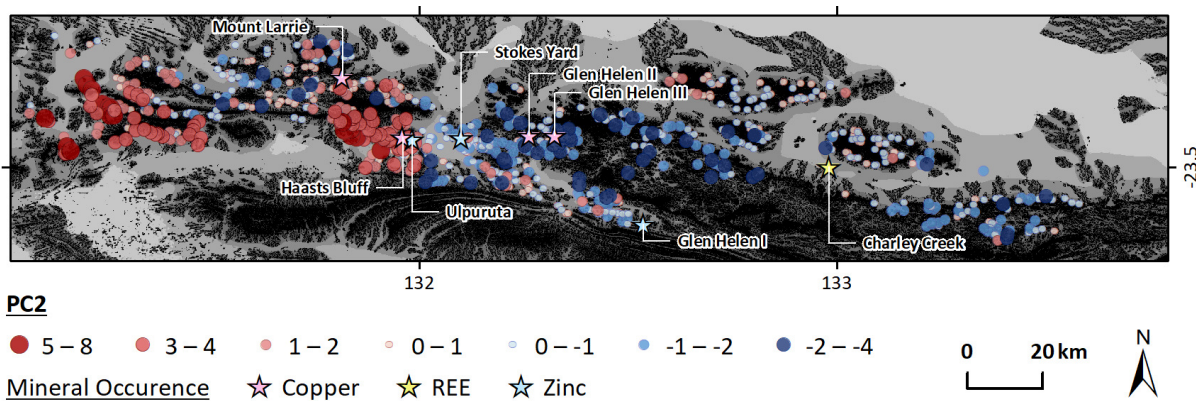 Mount Larrie
Stokes Yard
Glen Helen II
Glen Helen III
-23.5
Haasts Bluff
Ulpuruta
Glen Helen I
Charley Creek
132
133
PC2
5 – 8
3 – 4
1 – 2
0 – 1
0 – -1
-1 – -2
-2 – -4
0
20 km
N
Mineral Occurence
Copper
REE
Zinc